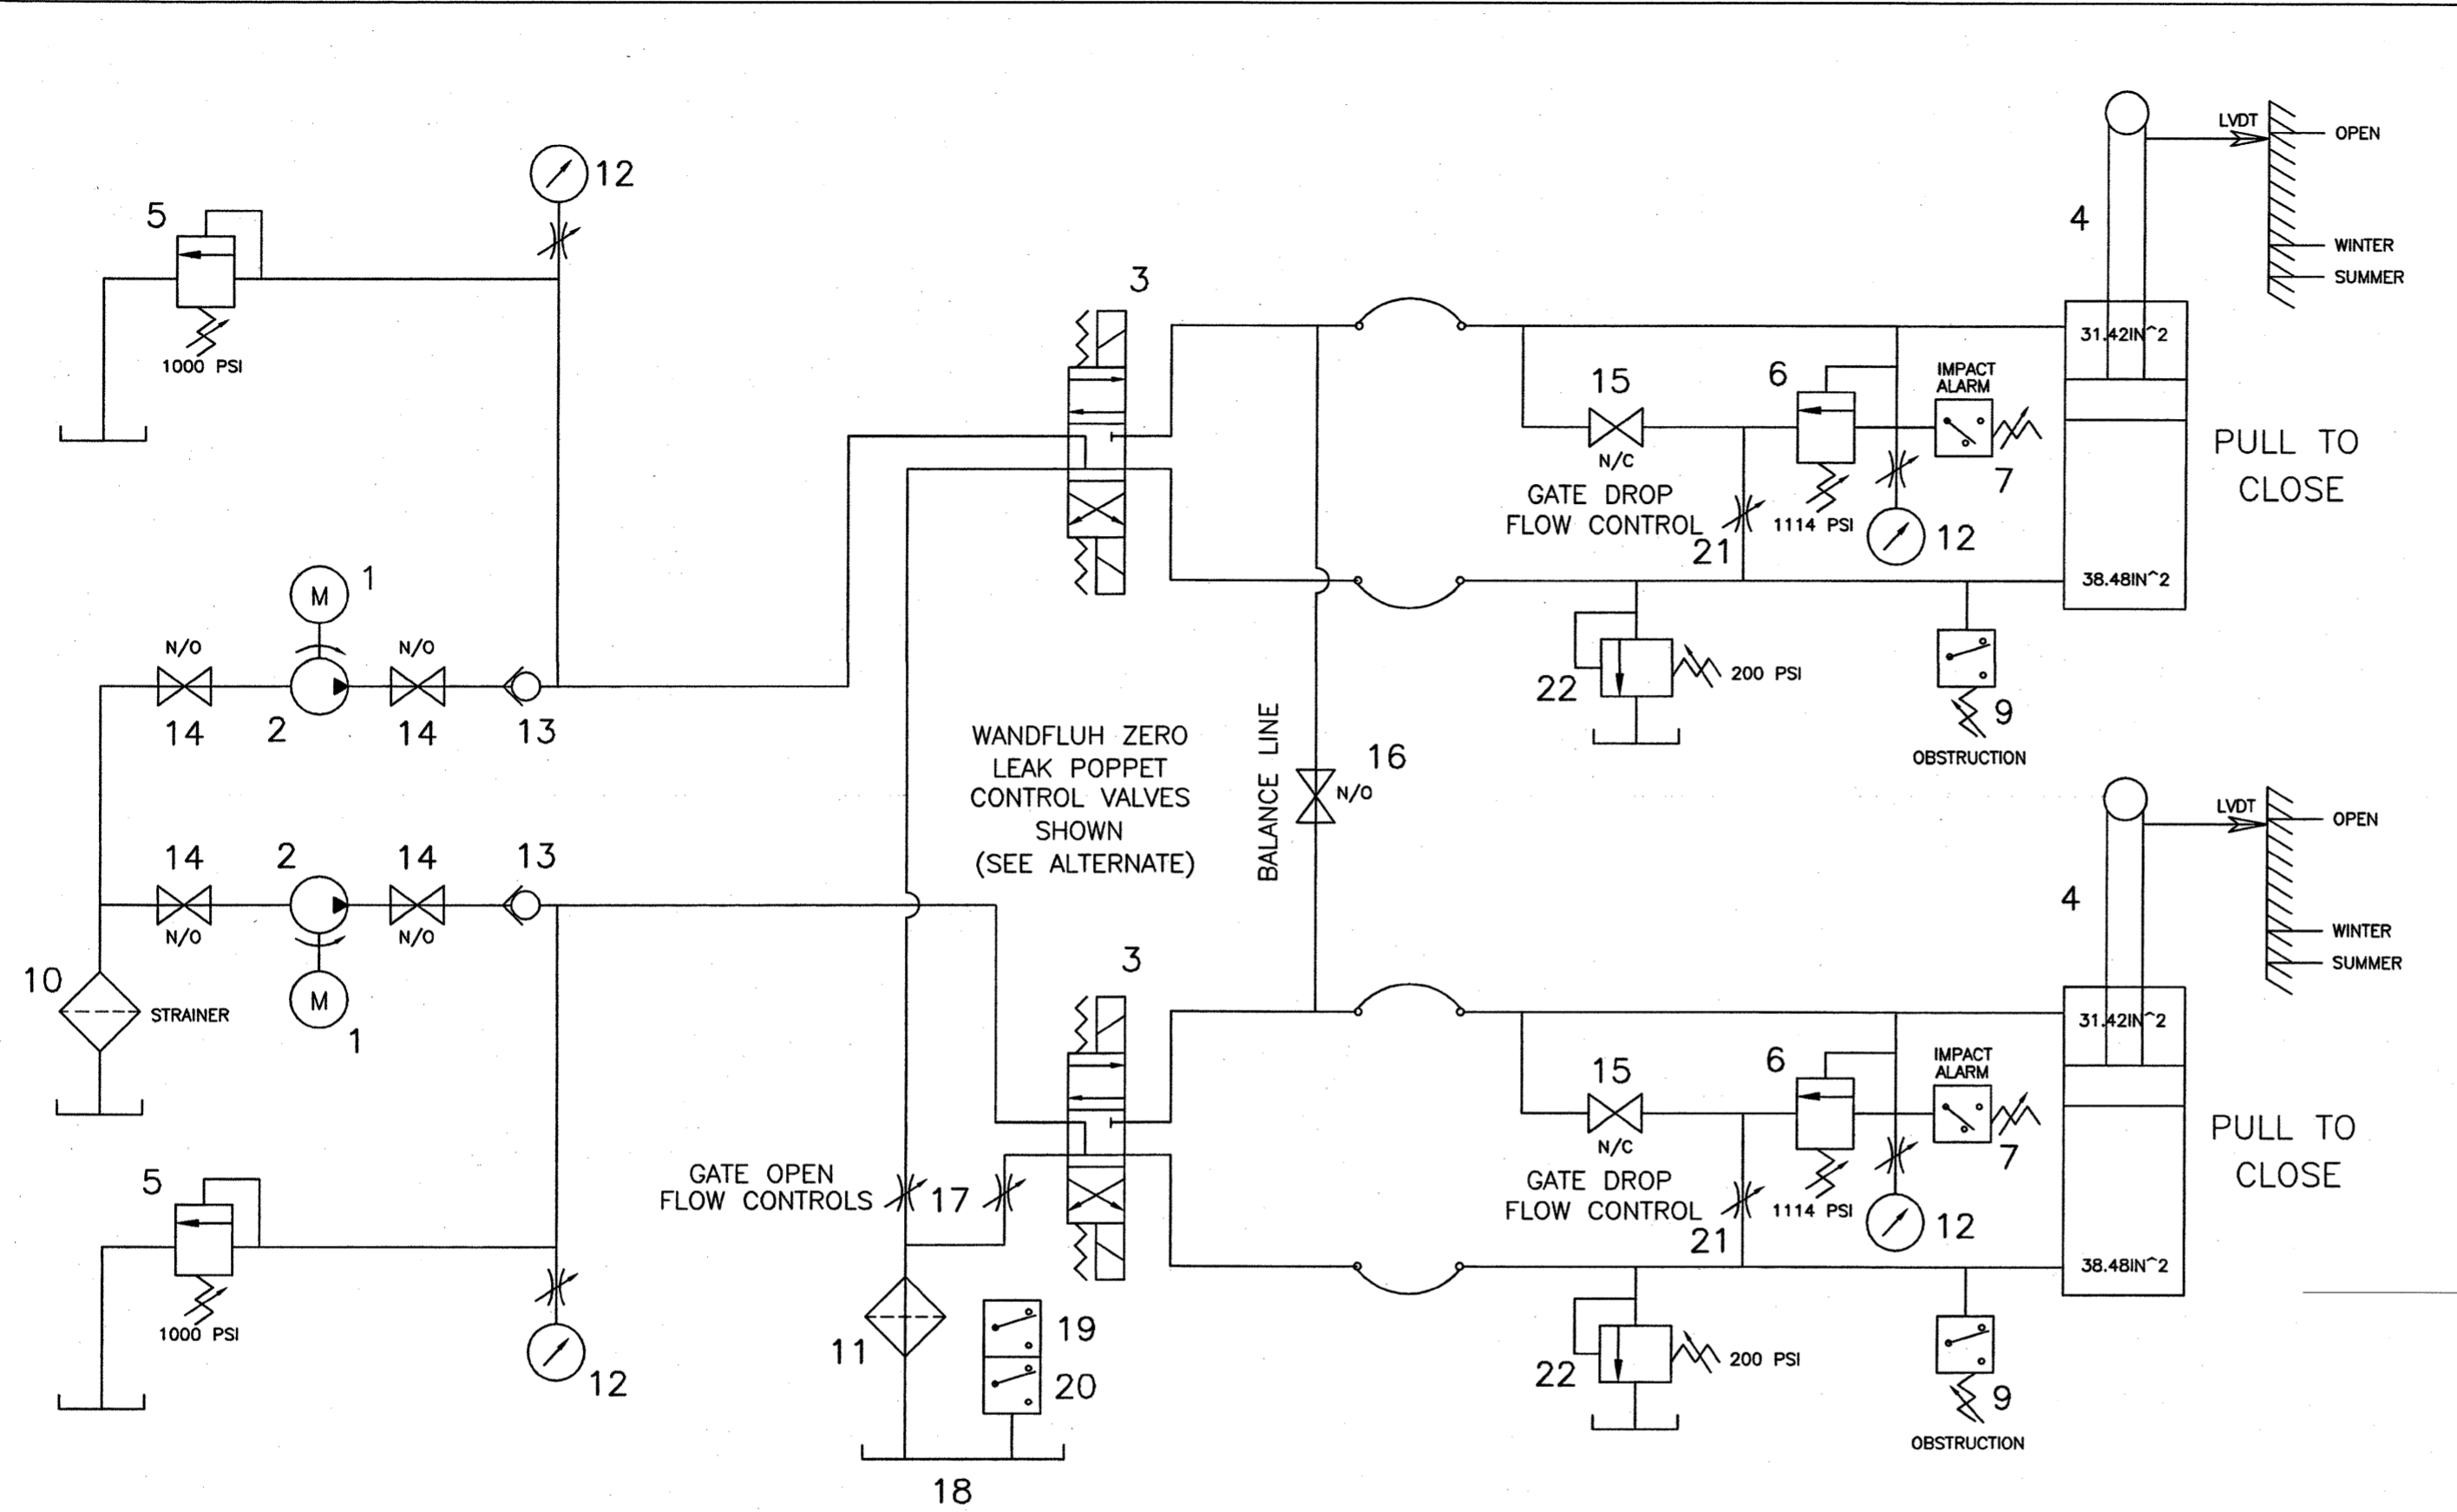 12
5
1000 PSI
3
LVDT
OPEN
4
WINTER
SUMMER
31.42IN^2
15
N/C
6
IMPACT
ALARM
7
PULL TO
CLOSE
GATE DROP
FLOW CONTROL
21
1114 PSI
12
38.48IN^2
1
M
N/O
N/O
14
2
14
13
22
200 PSI
9
OBSTRUCTION
WANDFLUH ZERO
LEAK POPPET
CONTROL VALVES
SHOWN
(SEE ALTERNATE)
BALANCE LINE
16
N/O
14
2
14
13
N/O
N/O
10
STRAINER
M
1
3
LVDT
OPEN
4
WINTER
SUMMER
31.42IN^2
15
N/C
6
IMPACT
ALARM
7
PULL TO
CLOSE
GATE DROP
FLOW CONTROL
21
1114 PSI
12
38.48IN^2
5
1000 PSI
12
GATE OPEN
FLOW CONTROLS
17
11
19
20
18
22
200 PSI
9
OBSTRUCTION